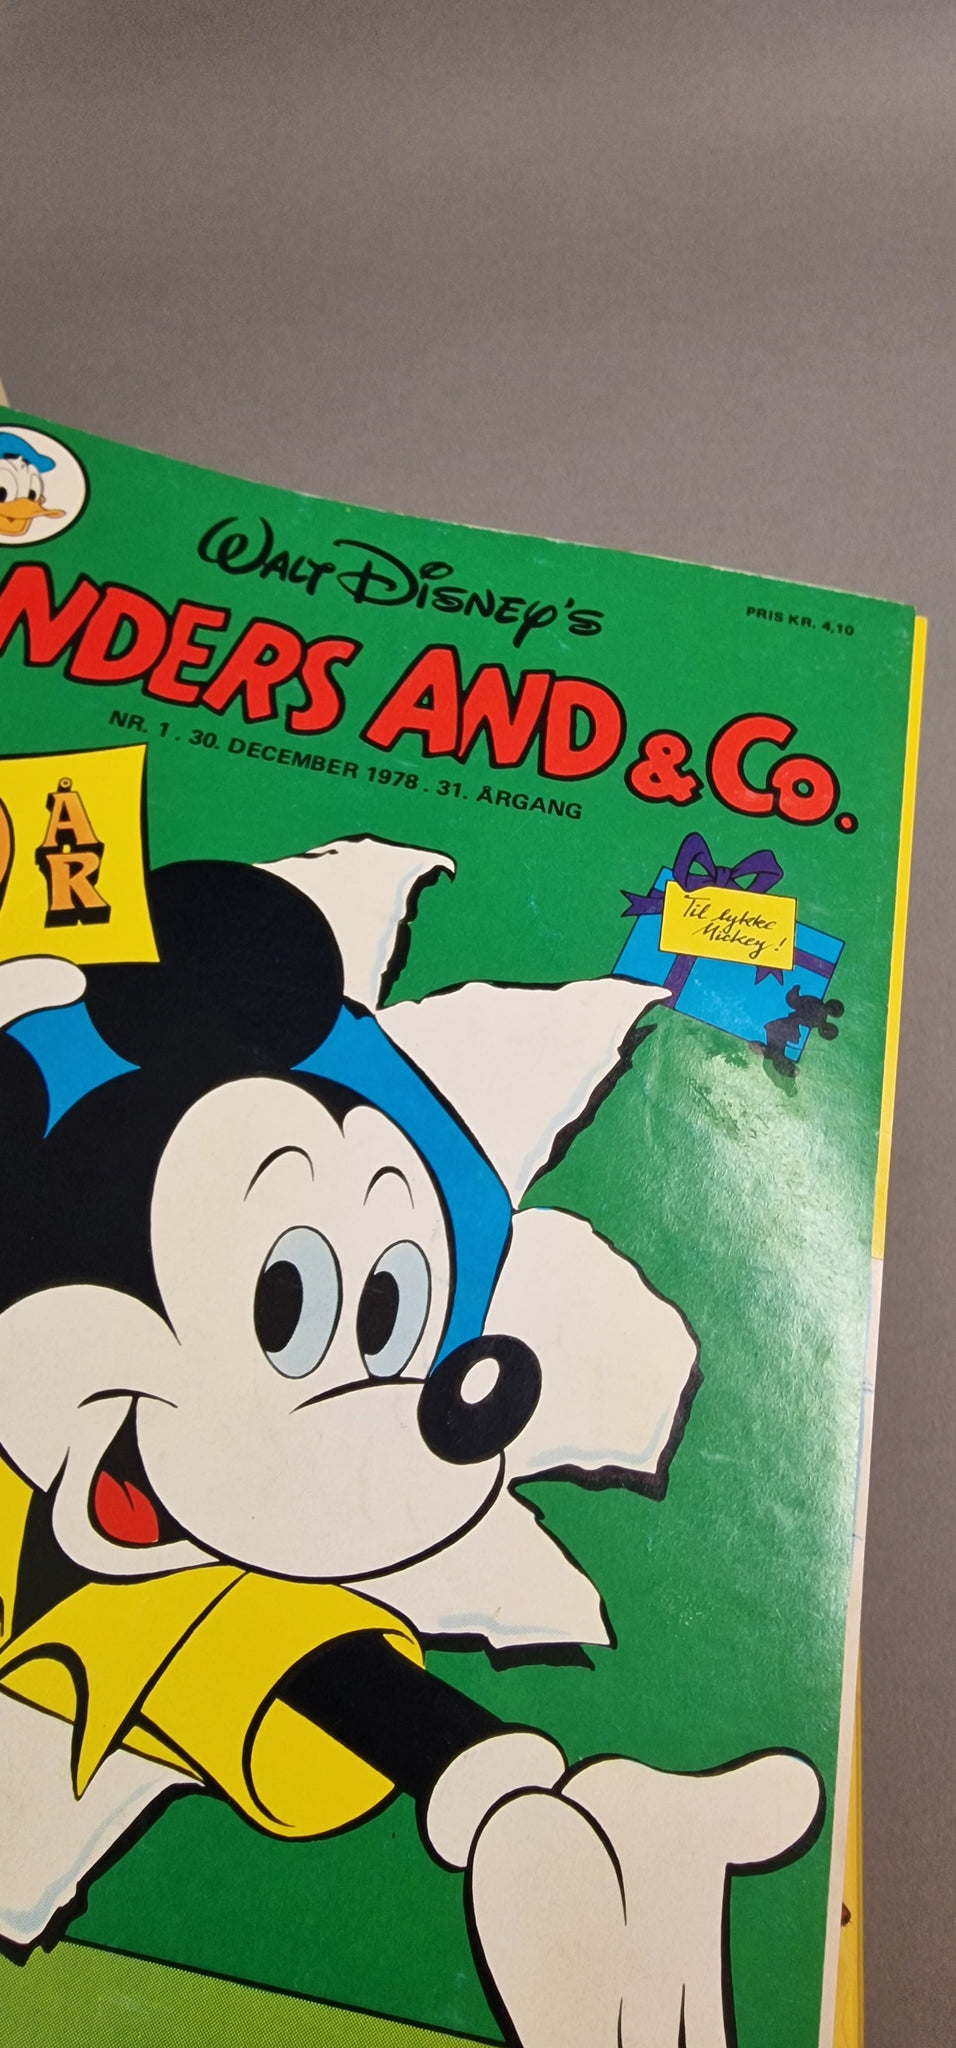 WALT DISNEY'S
PRIS KR. 4,10
NDERS AND & Co.
NR. 1 . 30. DECEMBER 1978 . 31. ÅRGANG
ÅR
Til lykke
Mickey!